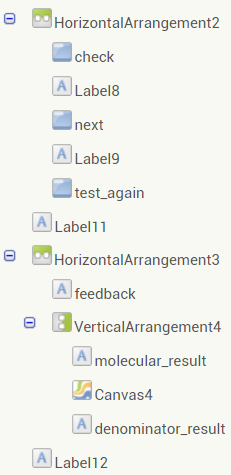 HorizontalArrangement2
check
A Label8
next
A Label9
test_again
A Label11
HorizontalArrangement3
A feedback
VerticalArrangement4
A molecular_result
Canvas4
A denominator_result
A Label12